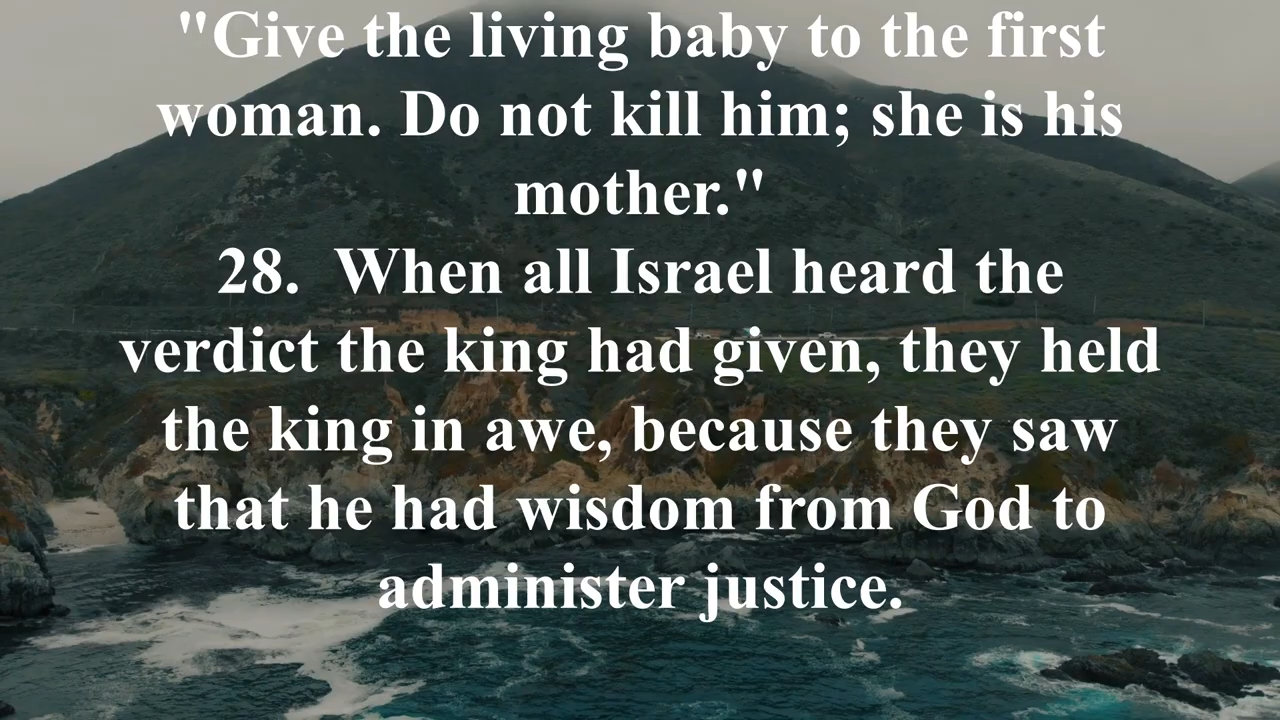 "Give the living baby to the first
woman. Do not kill him; she is his
mother."
28.  When all Israel heard the
verdict the king had given, they held
the king in awe, because they saw
that he had wisdom from God to
administer justice.